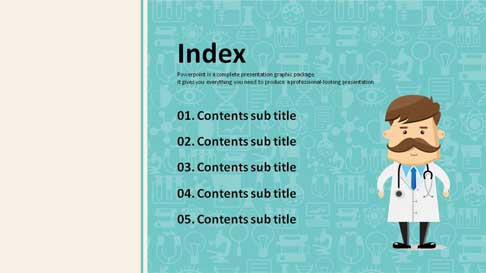 Index
Powerpoint is a complete presentation graphic package.
it gives you everything you need to produce a professional-looking presentation
01. Contents sub title
02. Contents sub title
03. Contents sub title
04. Contents sub title
05. Contents sub title